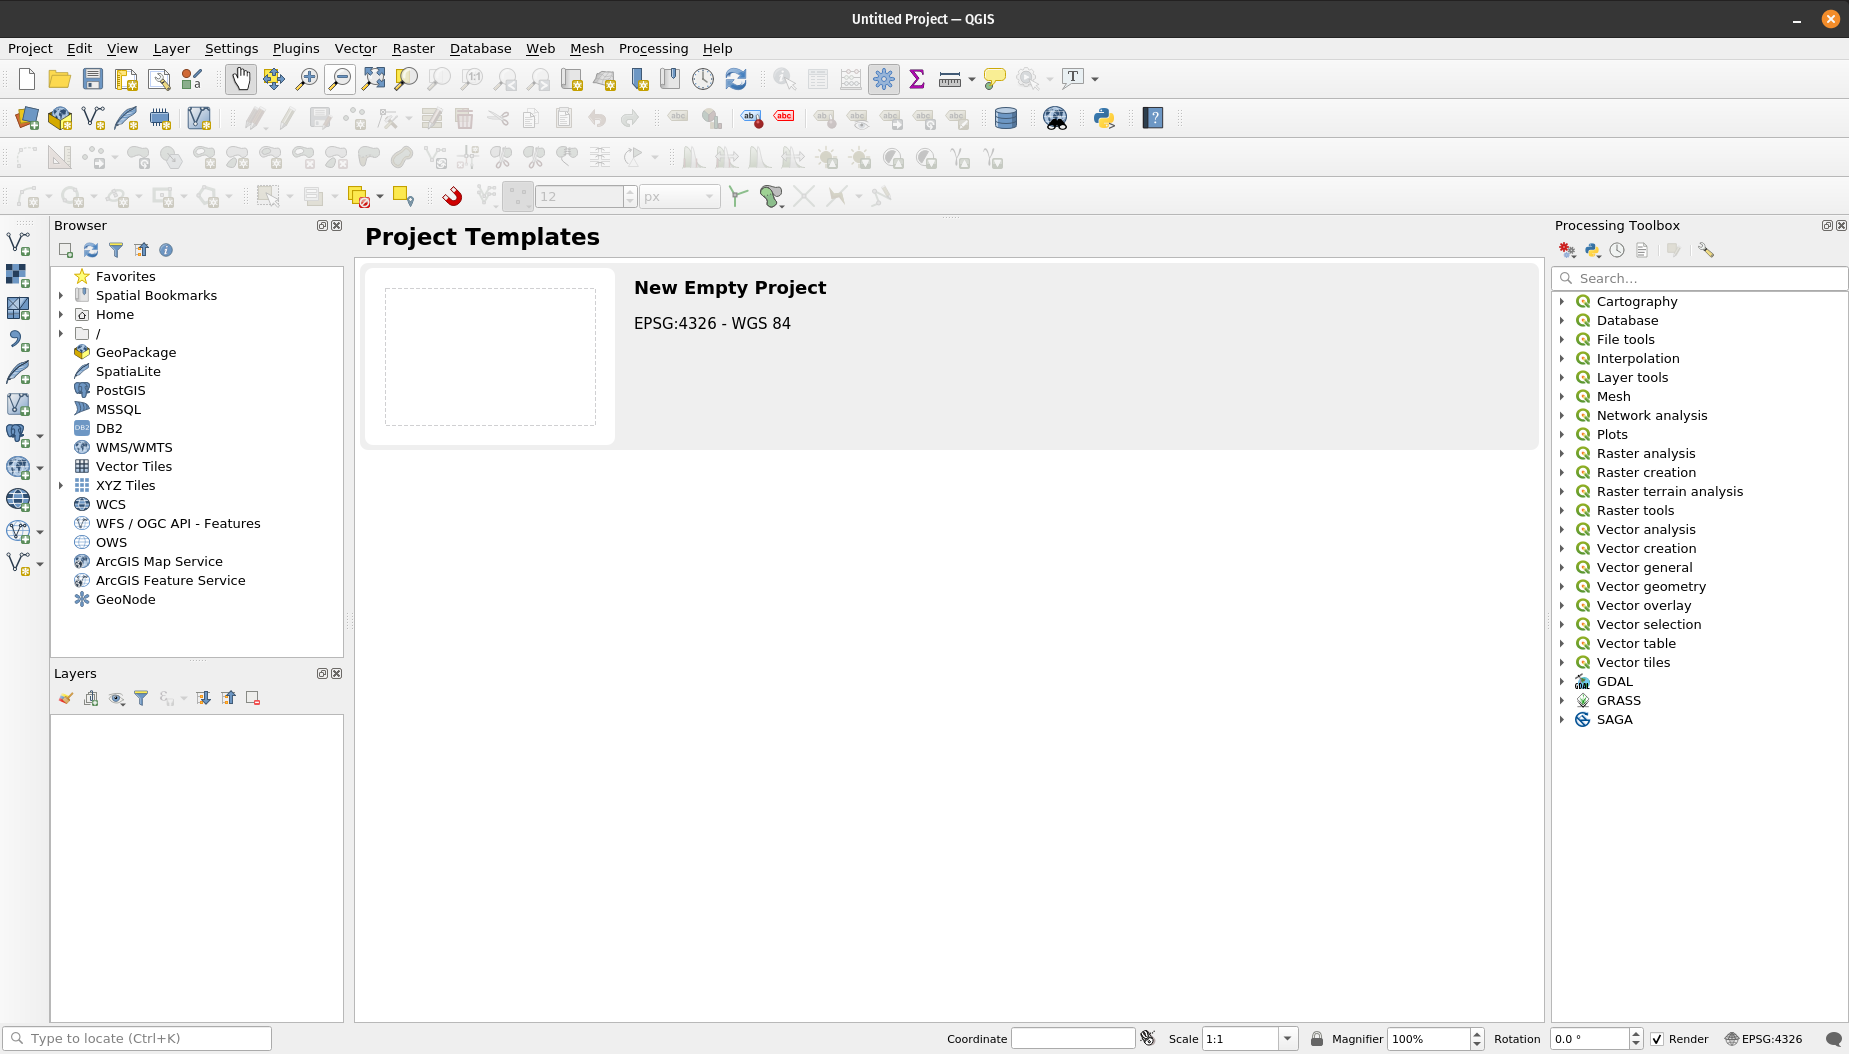 Untitled Project — QGIS
Project Edit View Layer Settings Plugins Vector Raster Database Web Mesh Processing Help
12 px
Browser
Favorites
Spatial Bookmarks
Home
/
GeoPackage
SpatiaLite
PostGIS
MSSQL
DB2
WMS/WMTS
Vector Tiles
XYZ Tiles
WCS
WFS / OGC API - Features
OWS
ArcGIS Map Service
ArcGIS Feature Service
GeoNode
Layers
Project Templates
New Empty Project
EPSG:4326 - WGS 84
Processing Toolbox
Search...
Cartography
Database
File tools
Interpolation
Layer tools
Mesh
Network analysis
Plots
Raster analysis
Raster creation
Raster terrain analysis
Raster tools
Vector analysis
Vector creation
Vector general
Vector geometry
Vector overlay
Vector selection
Vector table
Vector tiles
GDAL
GRASS
SAGA
Type to locate (Ctrl+K)
Coordinate Scale 1:1 Magnifier 100% Rotation 0.0 ° Render EPSG:4326